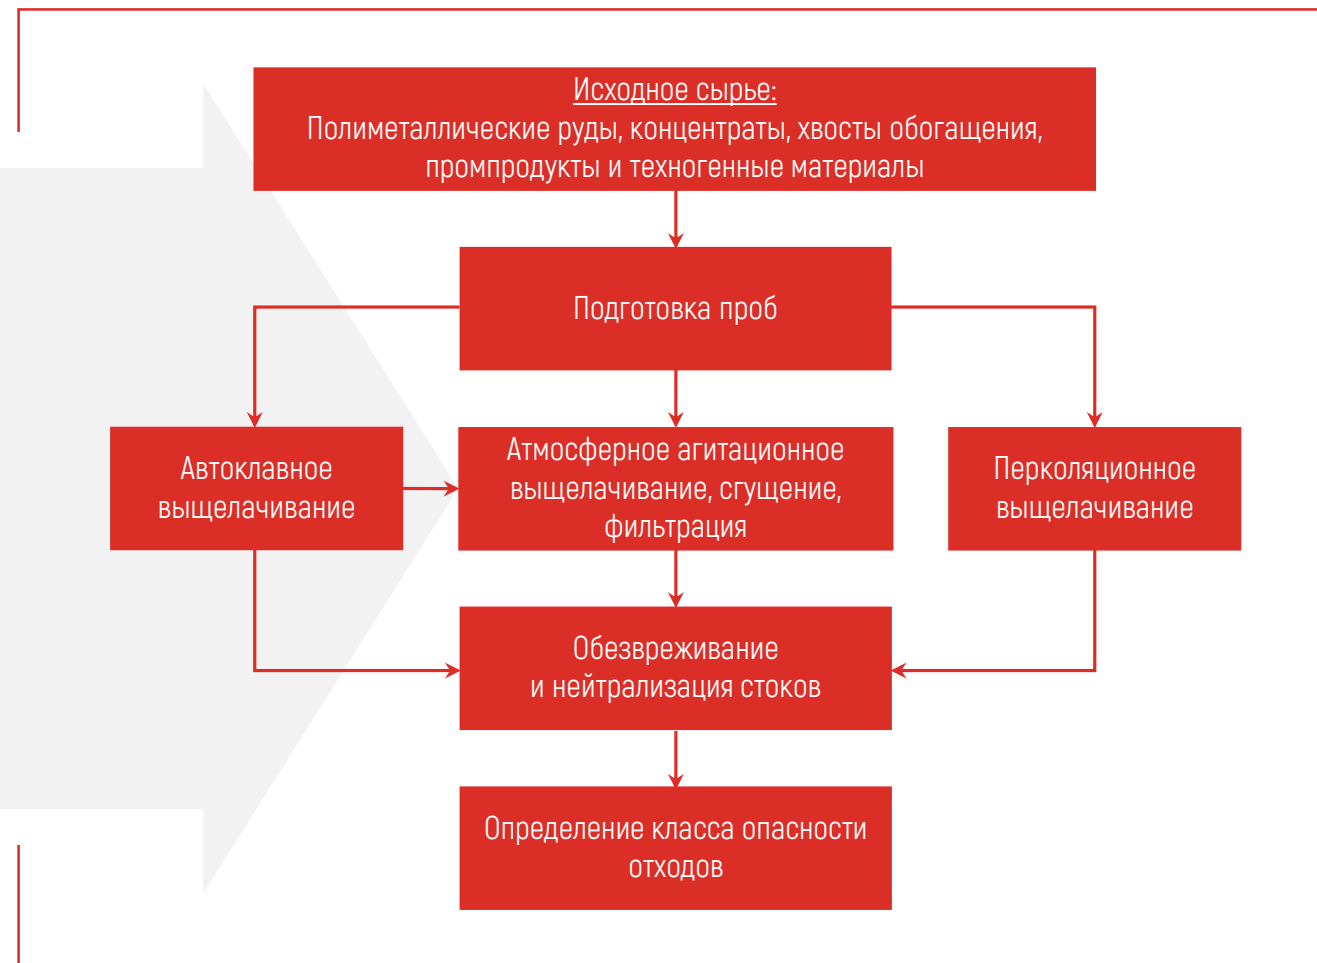 Исходное сырье:
Полиметаллические руды, концентраты, хвосты обогащения,
промпродукты и техногенные материалы
Подготовка проб
Автоклавное
выщелачивание
Атмосферное агитационное
выщелачивание, сгущение,
фильтрация
Перколяционное
выщелачивание
Обезвреживание
и нейтрализация стоков
Определение класса опасности
отходов